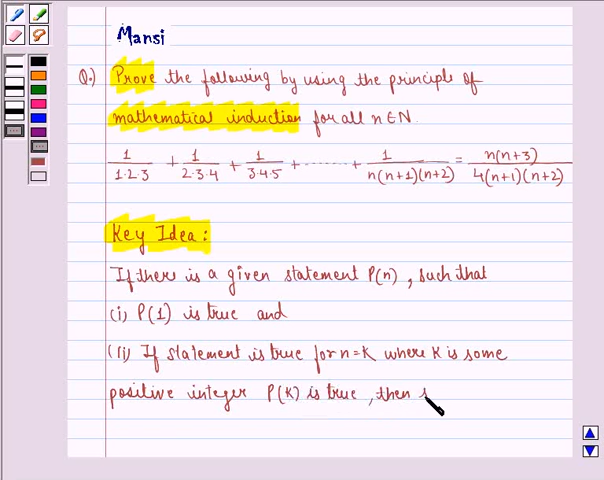 Mansi
Q.) Prove the following by using the principle of
mathematical induction for all n∈N.
1/1·2·3 + 1/2·3·4 + 1/3·4·5 + ........ + 1/n(n+1)(n+2) = n(n+3)/4(n+1)(n+2)
Key Idea:
If there is a given statement P(n), such that
(i) P(1) is true and
(ii) If statement is true for n=k where k is some
positive integer P(k) is true, then